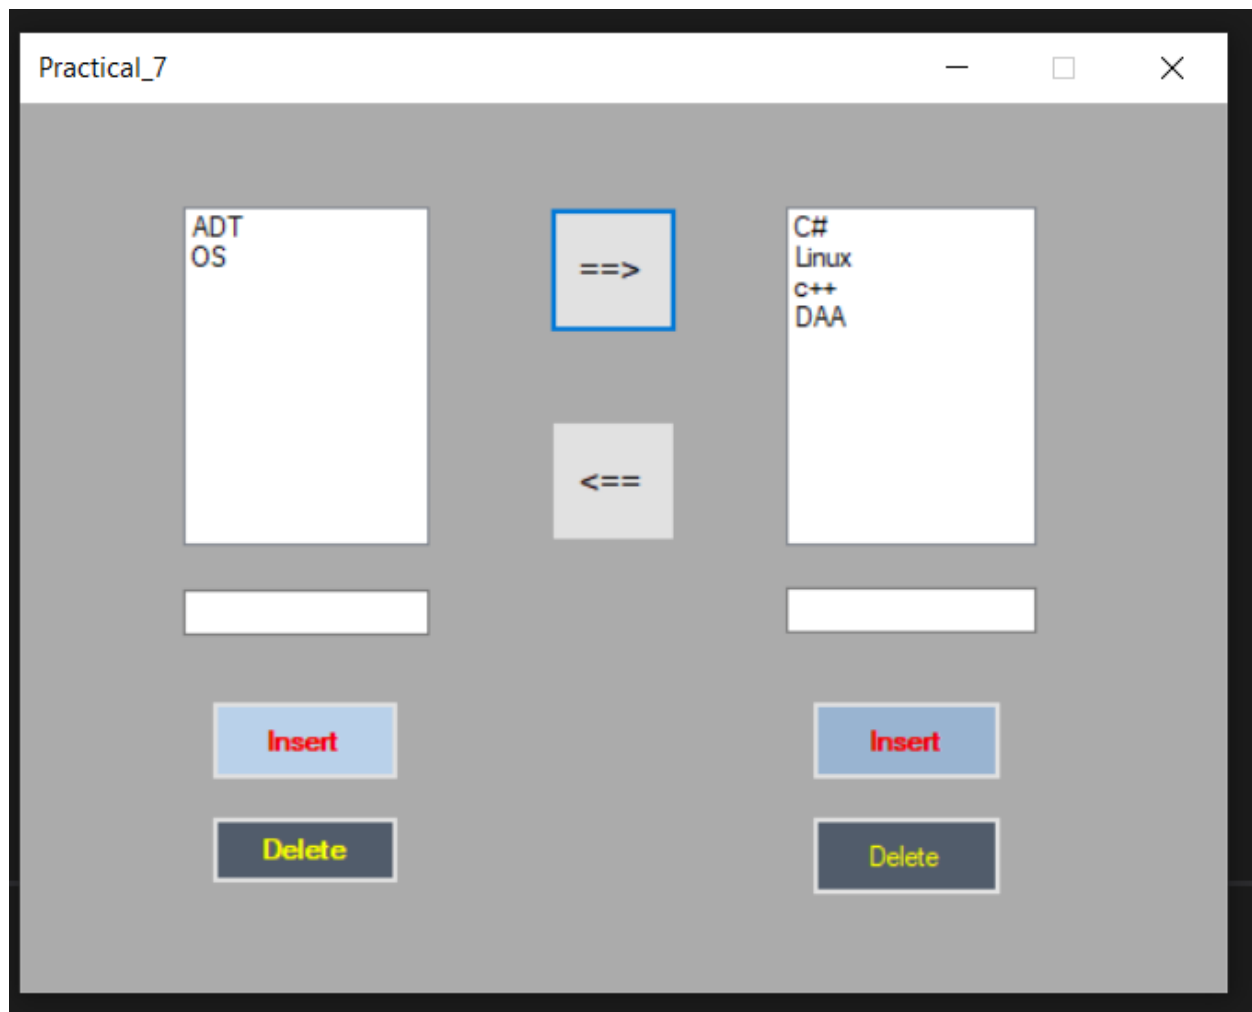 Practical_7
ADT
OS
==>
C#
Linux
c++
DAA
<==
Insert
Insert
Delete
Delete